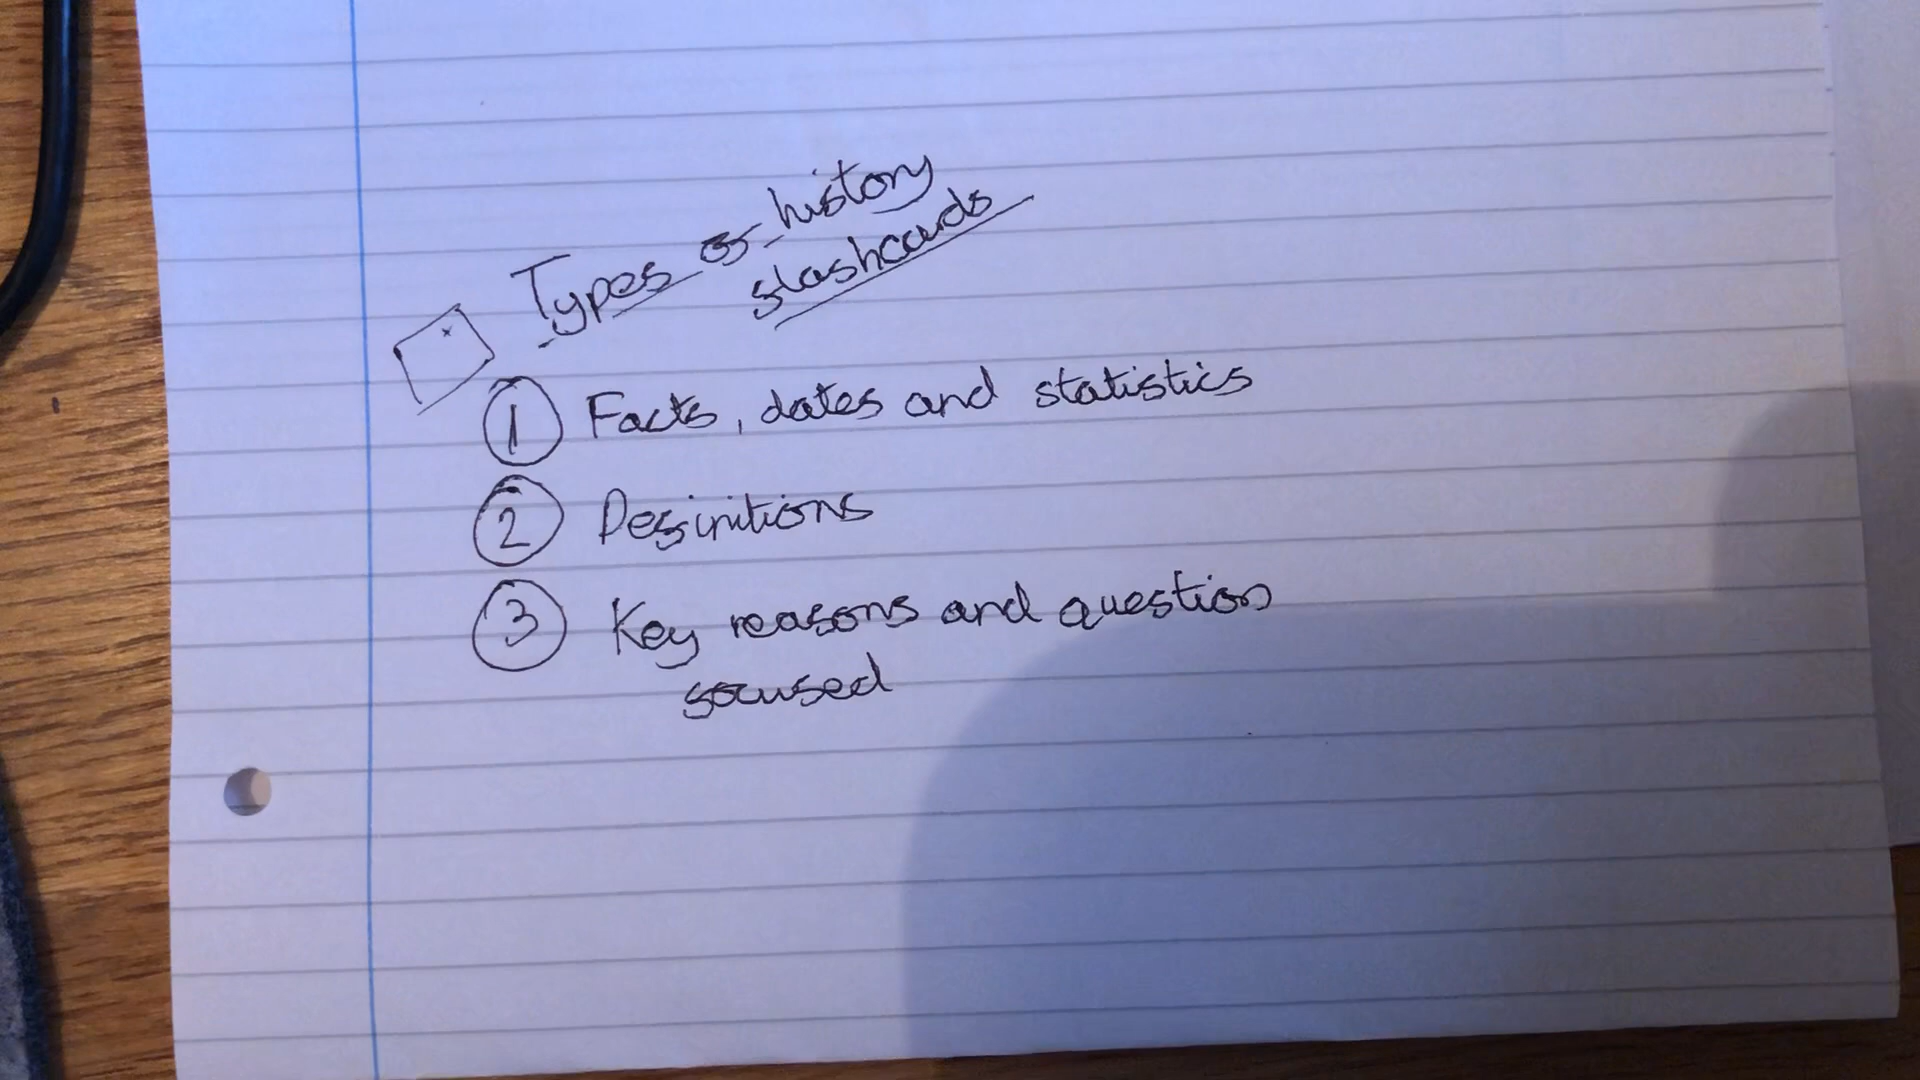 Types of history
flashcards
1 Facts, dates and statistics
2 Definitions
3 Key reasons and question
focused